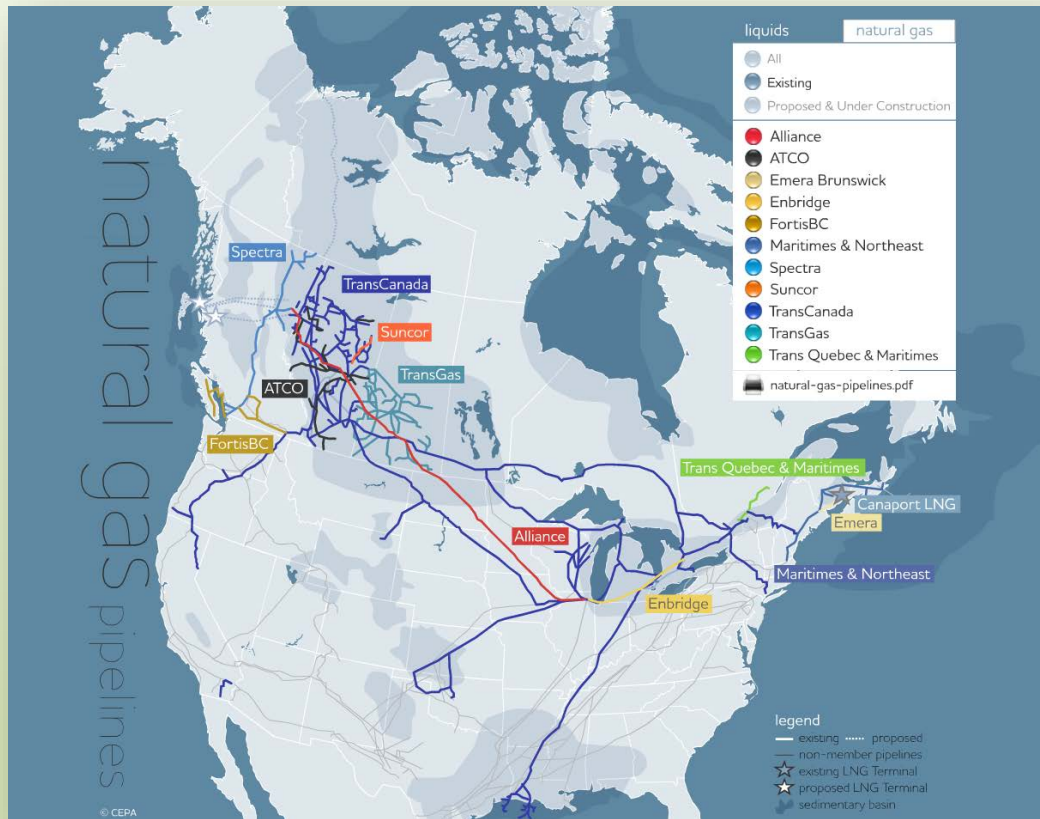 natural gas pipelines
liquids
natural gas
All
Existing
Proposed & Under Construction
Alliance
ATCO
Emera Brunswick
Enbridge
FortisBC
Maritimes & Northeast
Spectra
Suncor
TransCanada
TransGas
Trans Quebec & Maritimes
natural-gas-pipelines.pdf
Spectra
TransCanada
Suncor
TransGas
ATCO
FortisBC
Trans Quebec & Maritimes
Canaport LNG
Emera
Alliance
Maritimes & Northeast
Enbridge
legend
existing proposed
non-member pipelines
existing LNG Terminal
proposed LNG Terminal
sedimentary basin
© CEPA